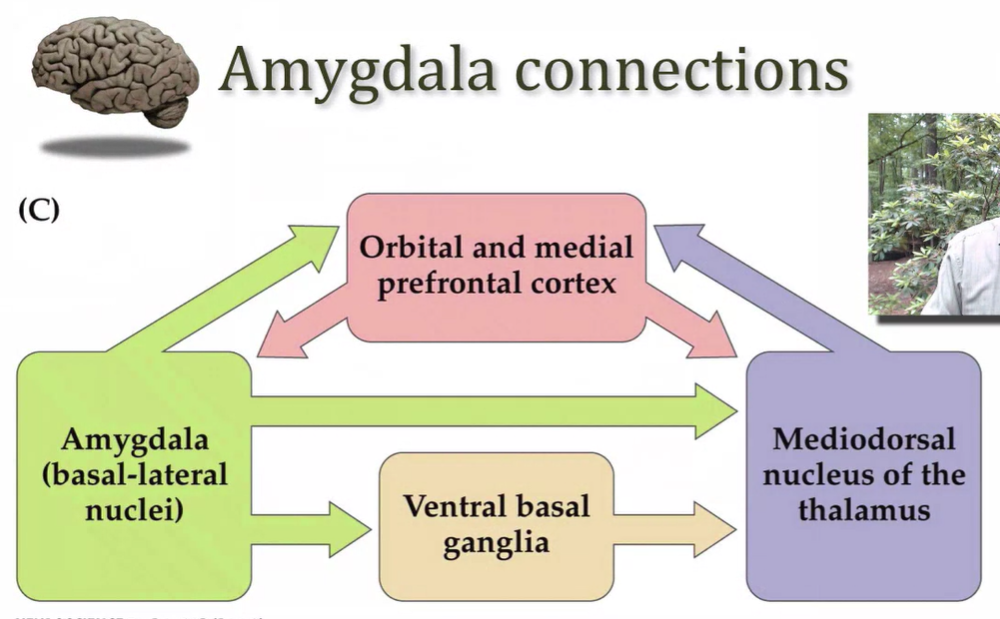 Amygdala connections
(C)
Orbital and medial
prefrontal cortex
Amygdala
(basal-lateral
nuclei)
Ventral basal
ganglia
Mediodorsal
nucleus of the
thalamus